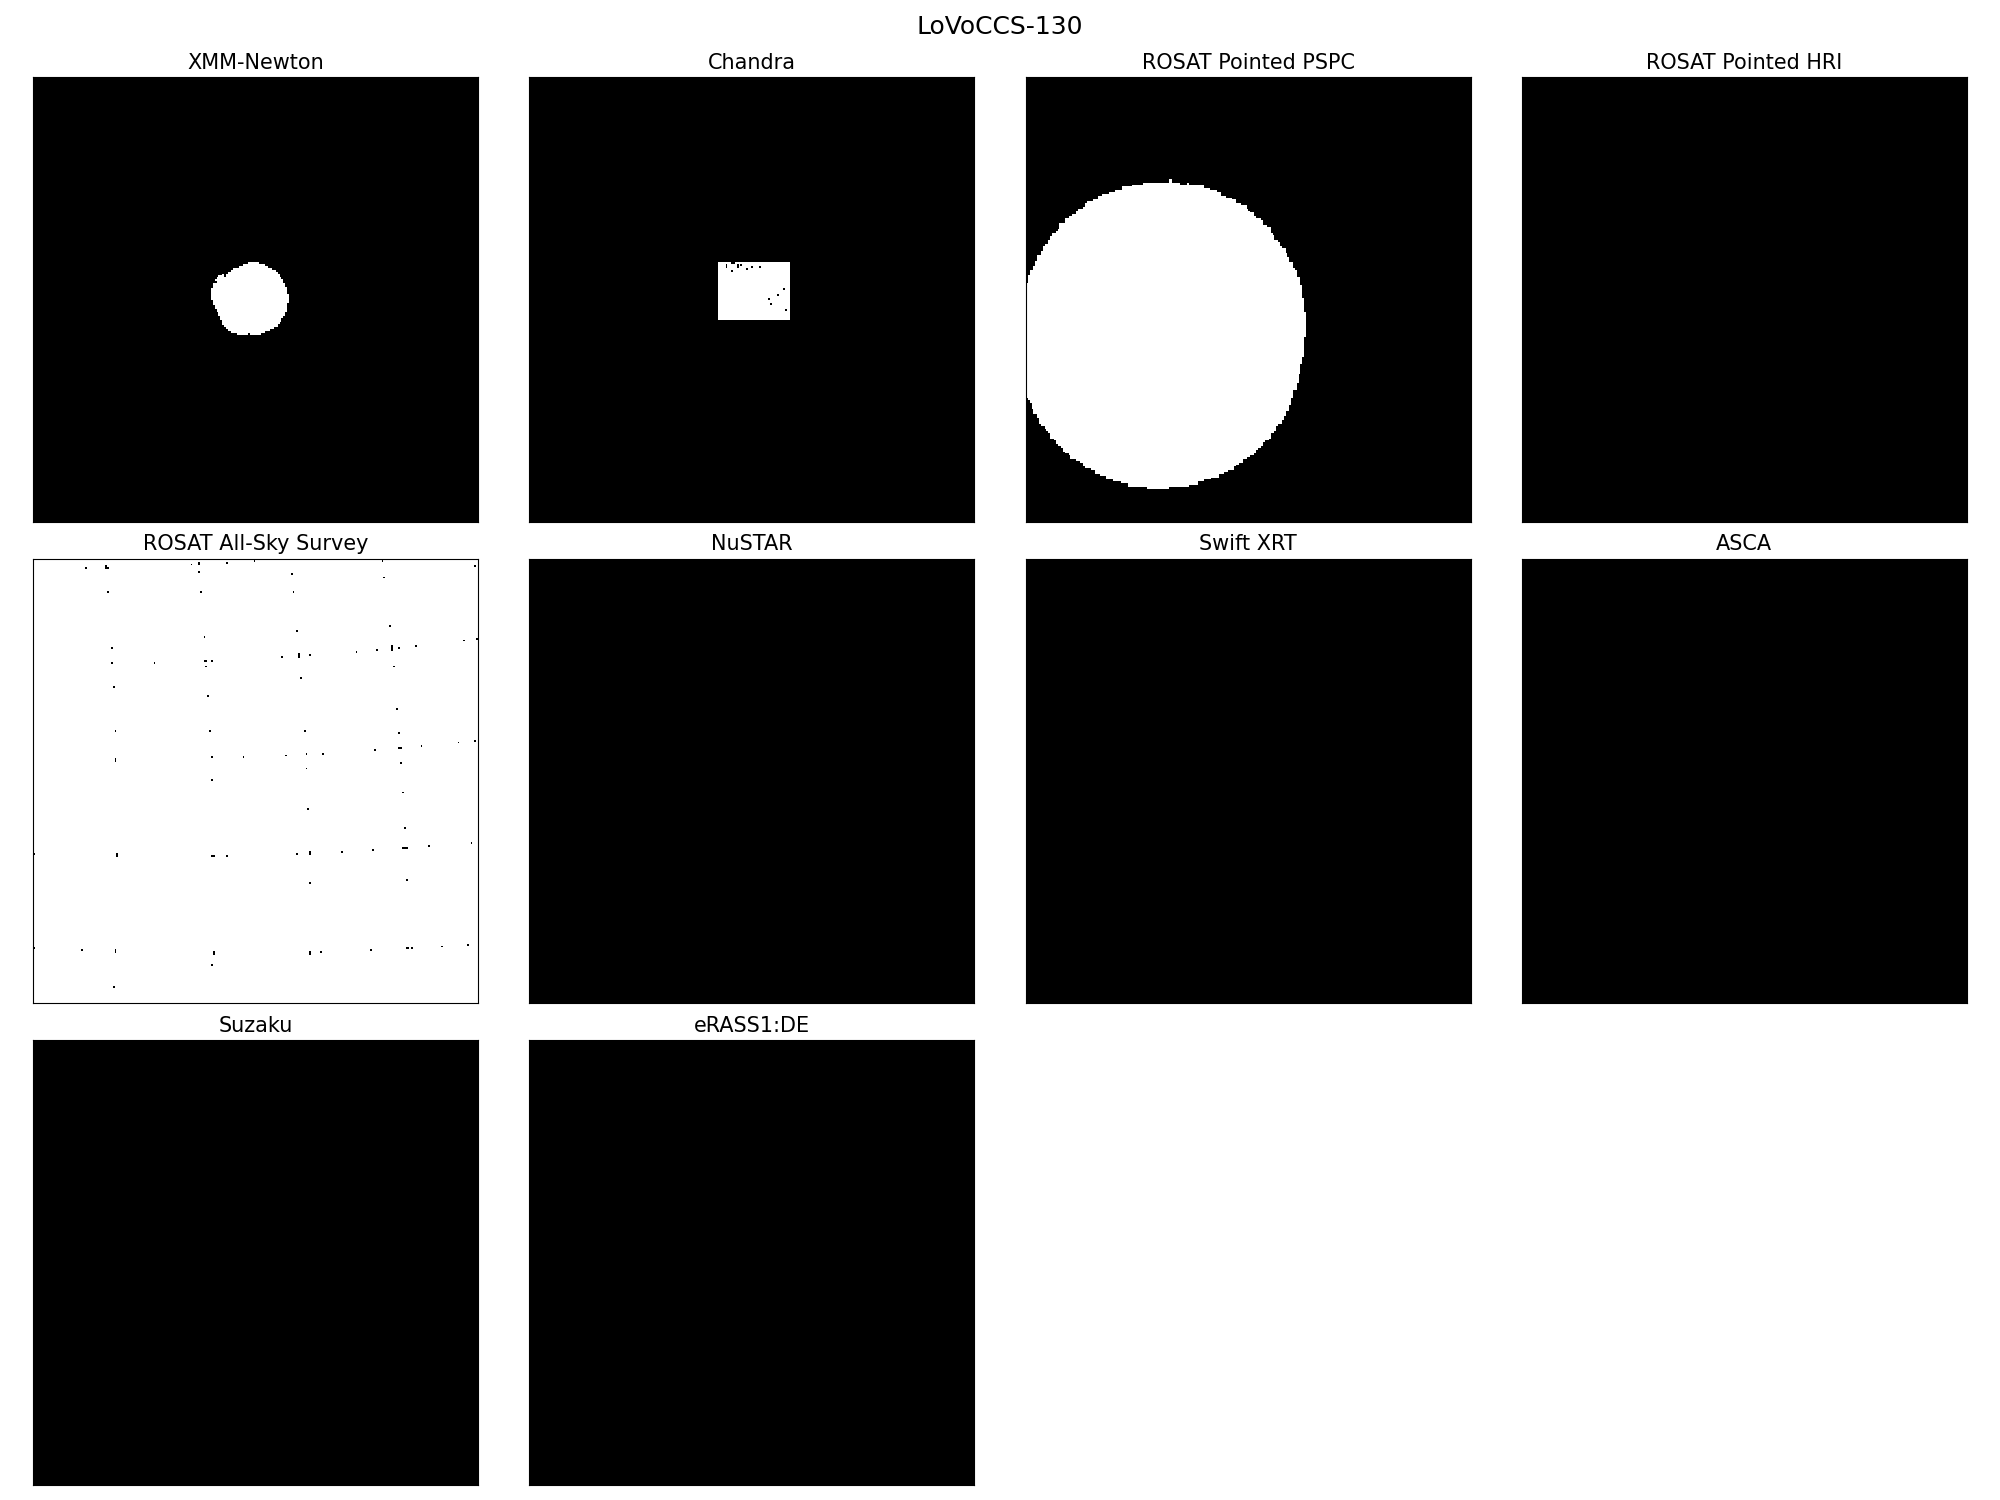 LoVoCCS-130
XMM-Newton
Chandra
ROSAT Pointed PSPC
ROSAT Pointed HRI
ROSAT All-Sky Survey
NuSTAR
Swift XRT
ASCA
Suzaku
eRASS1:DE